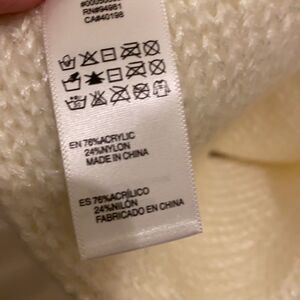 RN#94981
CA#40198
EN 76%ACRYLIC
24%NYLON
MADE IN CHINA
ES 76%ACRÍLICO
24%NILÓN
FABRICADO EN CHINA